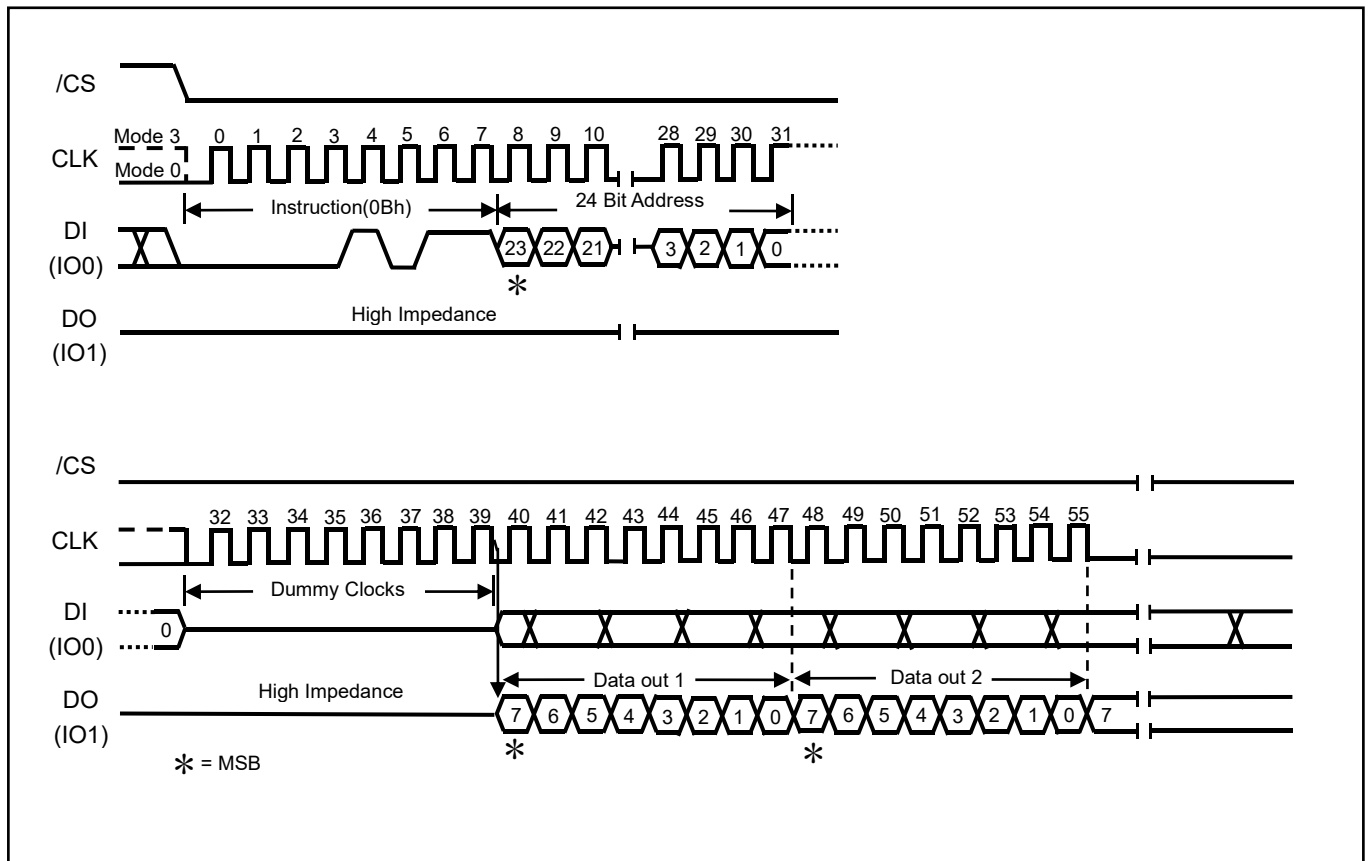 /CS
Mode 3 0 1 2 3 4 5 6 7 8 9 10 28 29 30 31
CLK
Mode 0
Instruction(0Bh) 24 Bit Address
DI
(IO0)
23 22 21 3 2 1 0
*
High Impedance
DO
(IO1)
/CS
32 33 34 35 36 37 38 39 40 41 42 43 44 45 46 47 48 49 50 51 52 53 54 55
CLK
Dummy Clocks
DI
(IO0)
0
Data out 1 Data out 2
High Impedance
DO
(IO1)
7 6 5 4 3 2 1 0 7 6 5 4 3 2 1 0 7
* *
* = MSB